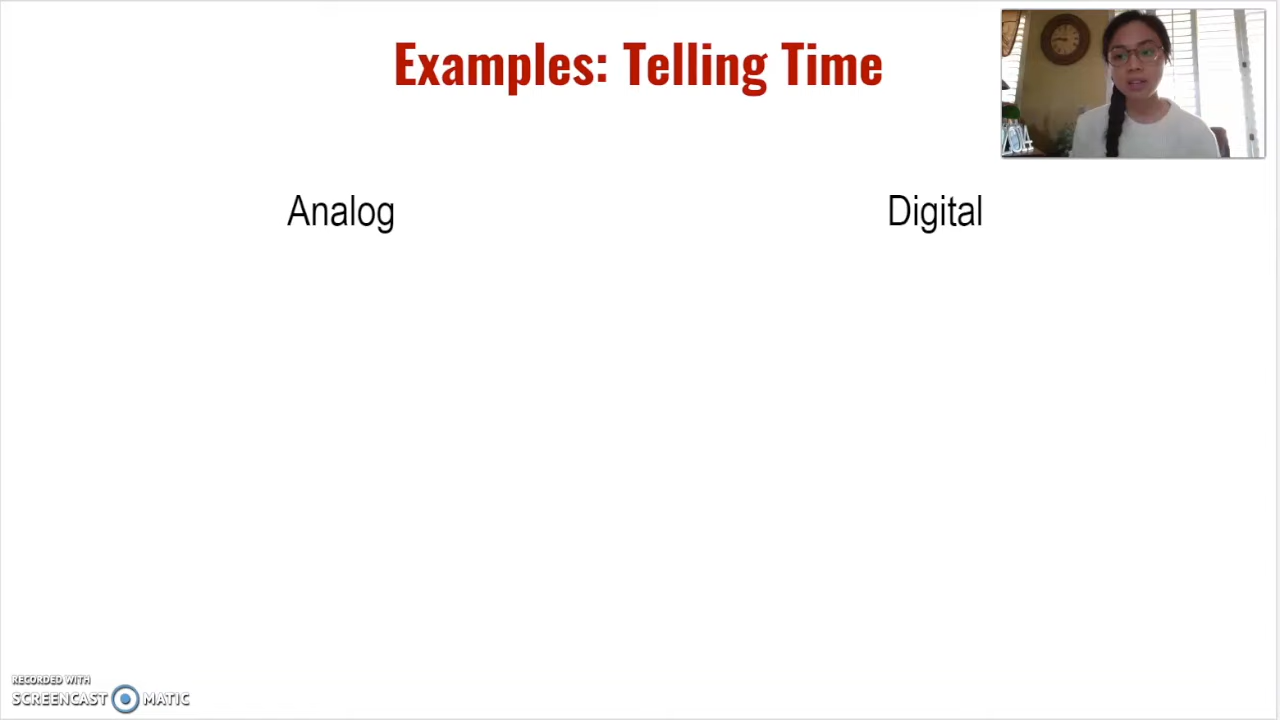 Examples: Telling Time
Analog
Digital
RECORDED WITH
SCREENCAST MATIC